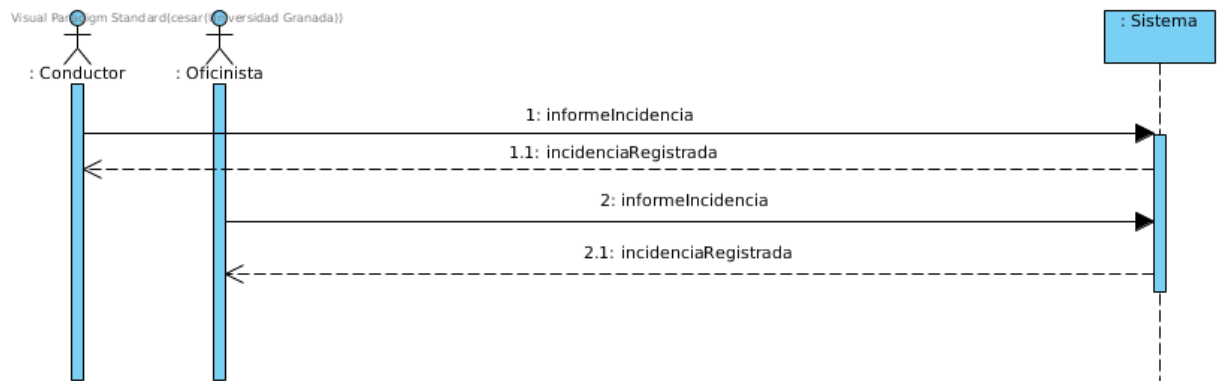 Visual Paradigm Standard(cesar(Universidad Granada))
: Sistema
: Conductor
: Oficinista
1: informeIncidencia
1.1: incidenciaRegistrada
2: informeIncidencia
2.1: incidenciaRegistrada